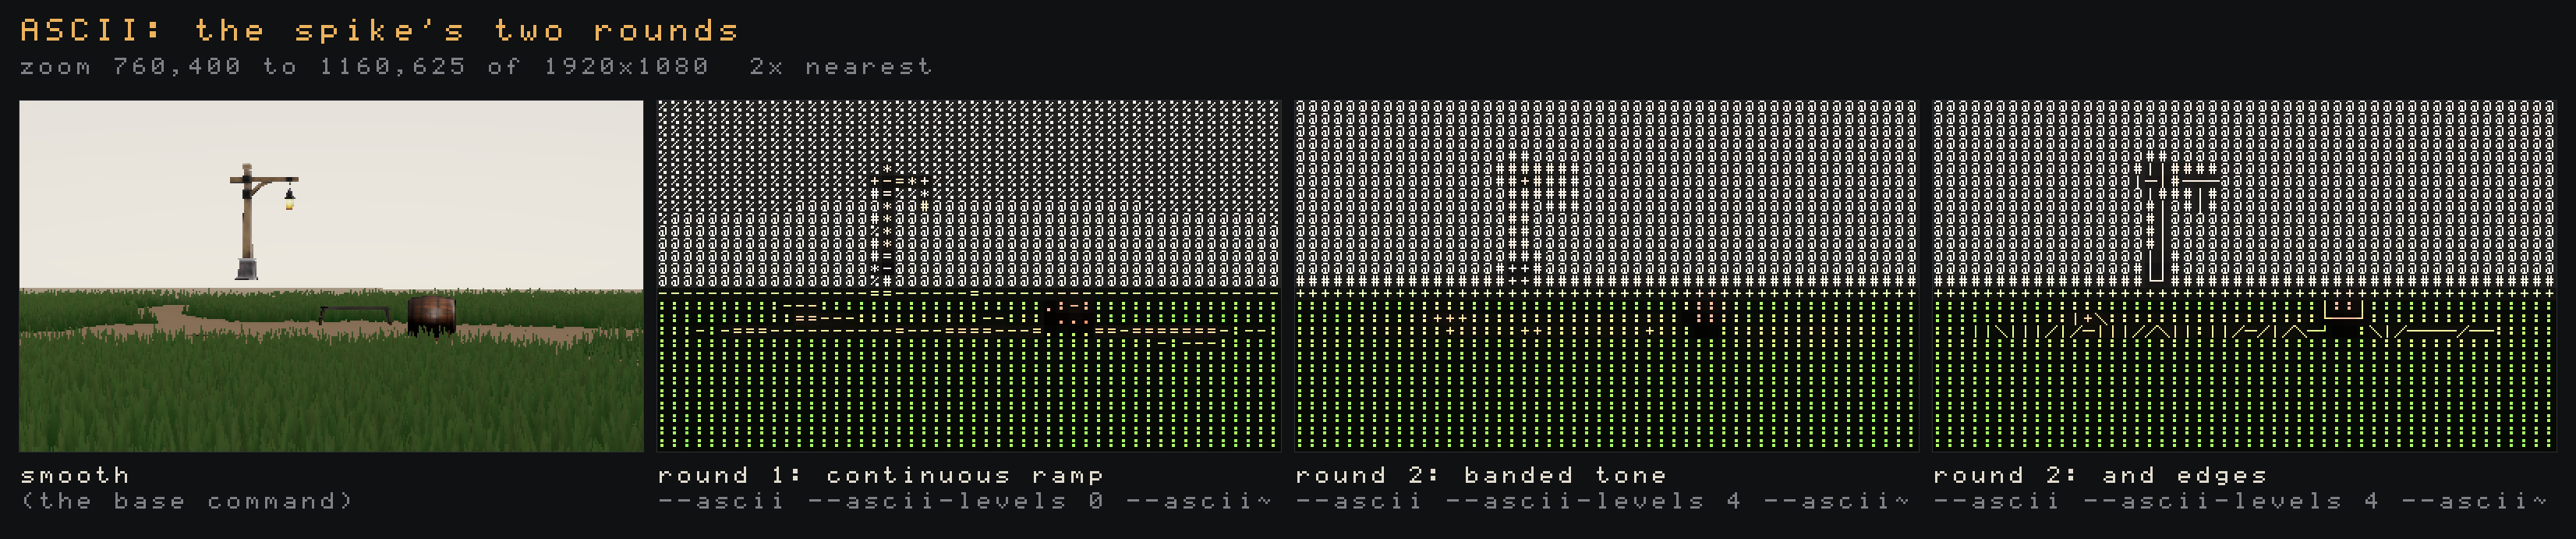 ASCII: the spike's two rounds
zoom 760,400 to 1160,625 of 1920x1080  2x nearest
smooth
(the base command)
round 1: continuous ramp
--ascii --ascii-levels 0 --ascii~
round 2: banded tone
--ascii --ascii-levels 4 --ascii~
round 2: and edges
--ascii --ascii-levels 4 --ascii~